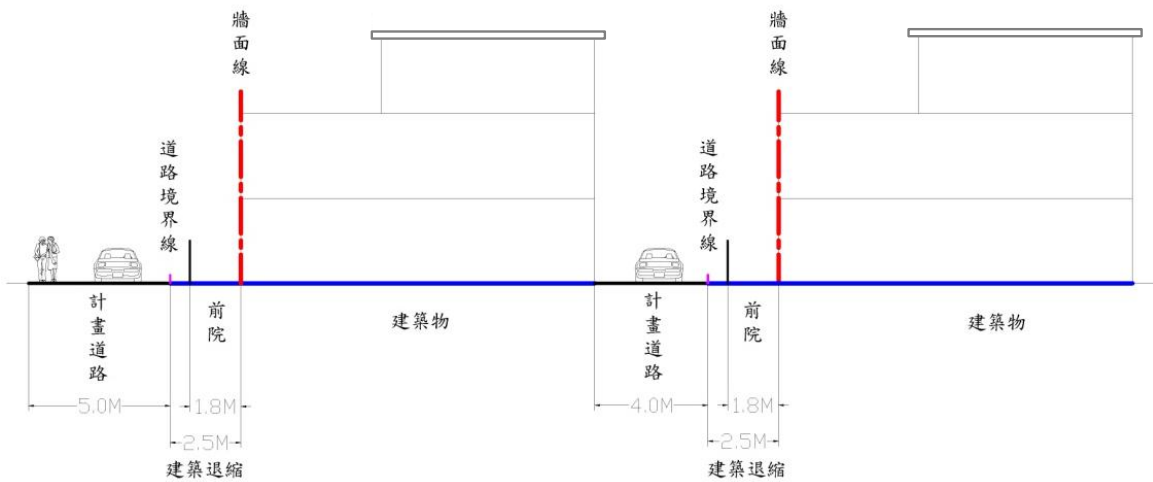 牆面線
牆面線
道路境界線
道路境界線
計畫道路
前院
建築物
計畫道路
前院
建築物
5.0M
1.8M
4.0M
1.8M
2.5M
2.5M
建築退縮
建築退縮